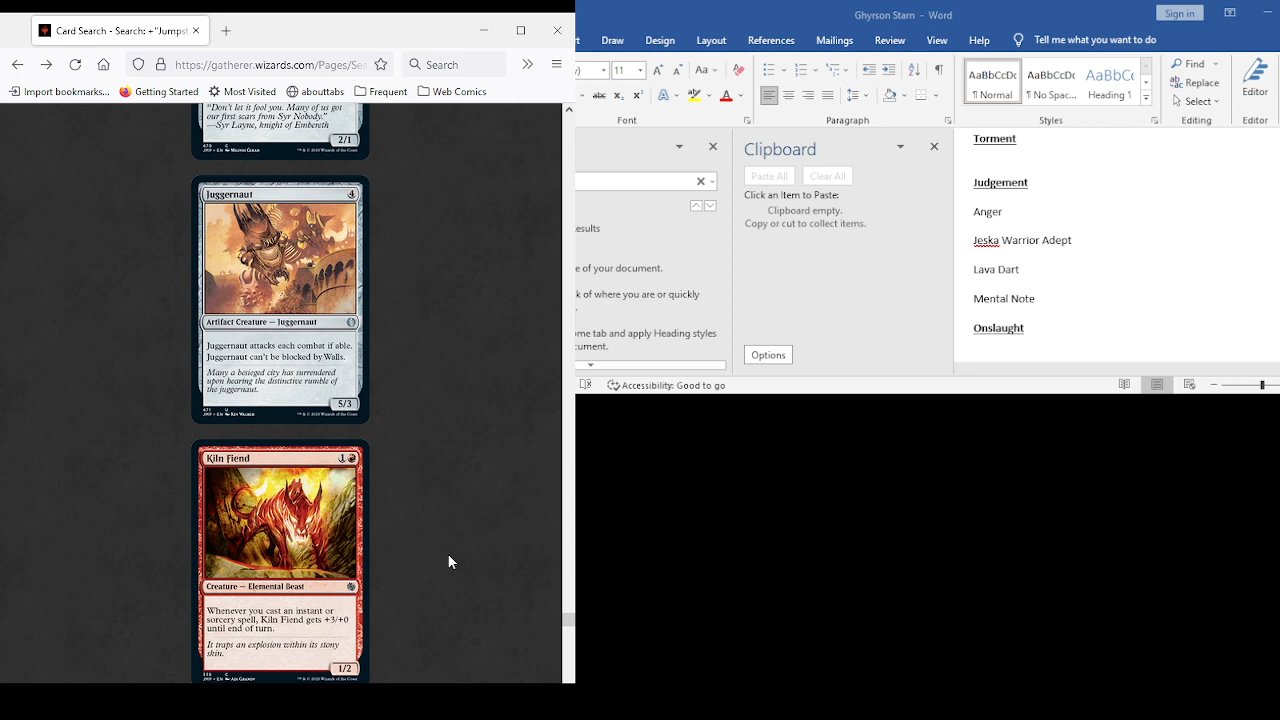 Card Search - Search: +"Jumpst
https://gatherer.wizards.com/Pages/Sea
Search
Import bookmarks...
Getting Started
Most Visited
abouttabs
Frequent
Web Comics
"Don't let it fool you. Many of us got
our first scars from Syr Nobody."
—Syr Layne, knight of Embereth
2/1
Juggernaut
4
Artifact Creature — Juggernaut
Juggernaut attacks each combat if able.
Juggernaut can't be blocked by Walls.
Many a besieged city has surrendered
upon hearing the distinctive rumble of
the juggernaut.
5/3
Kiln Fiend
1
Creature — Elemental Beast
Whenever you cast an instant or
sorcery spell, Kiln Fiend gets +3/+0
until end of turn.
It traps an explosion within its stony
skin.
1/2
Ghyrson Starn - Word
Sign in
Draw
Design
Layout
References
Mailings
Review
View
Help
Tell me what you want to do
11
Aa
abc
x₂
x²
Font
Paragraph
AaBbCcDc
¶ Normal
AaBbCcDc
¶ No Spac...
AaBbCc
Heading 1
Styles
Find
Replace
Select
Editing
Editor
Editor
esults
e of your document.
k of where you are or quickly
me tab and apply Heading styles
cument.
Clipboard
Paste All
Clear All
Click an Item to Paste:
Clipboard empty.
Copy or cut to collect items.
Options
Torment
Judgement
Anger
Jeska Warrior Adept
Lava Dart
Mental Note
Onslaught
Accessibility: Good to go